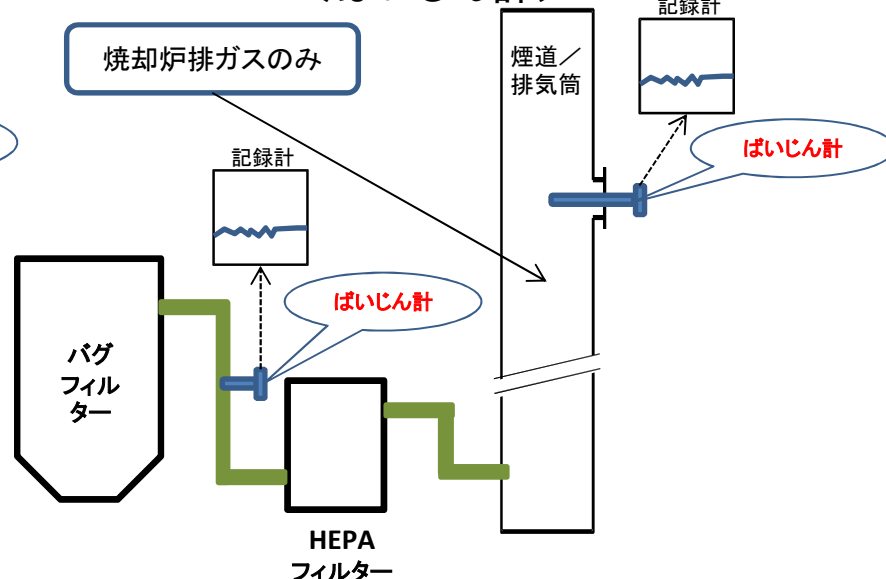 記録計
焼却炉排ガスのみ
煙道／
排気筒
ばいじん計
記録計
ばいじん計
バグ
フィル
ター
HEPA
フィルター